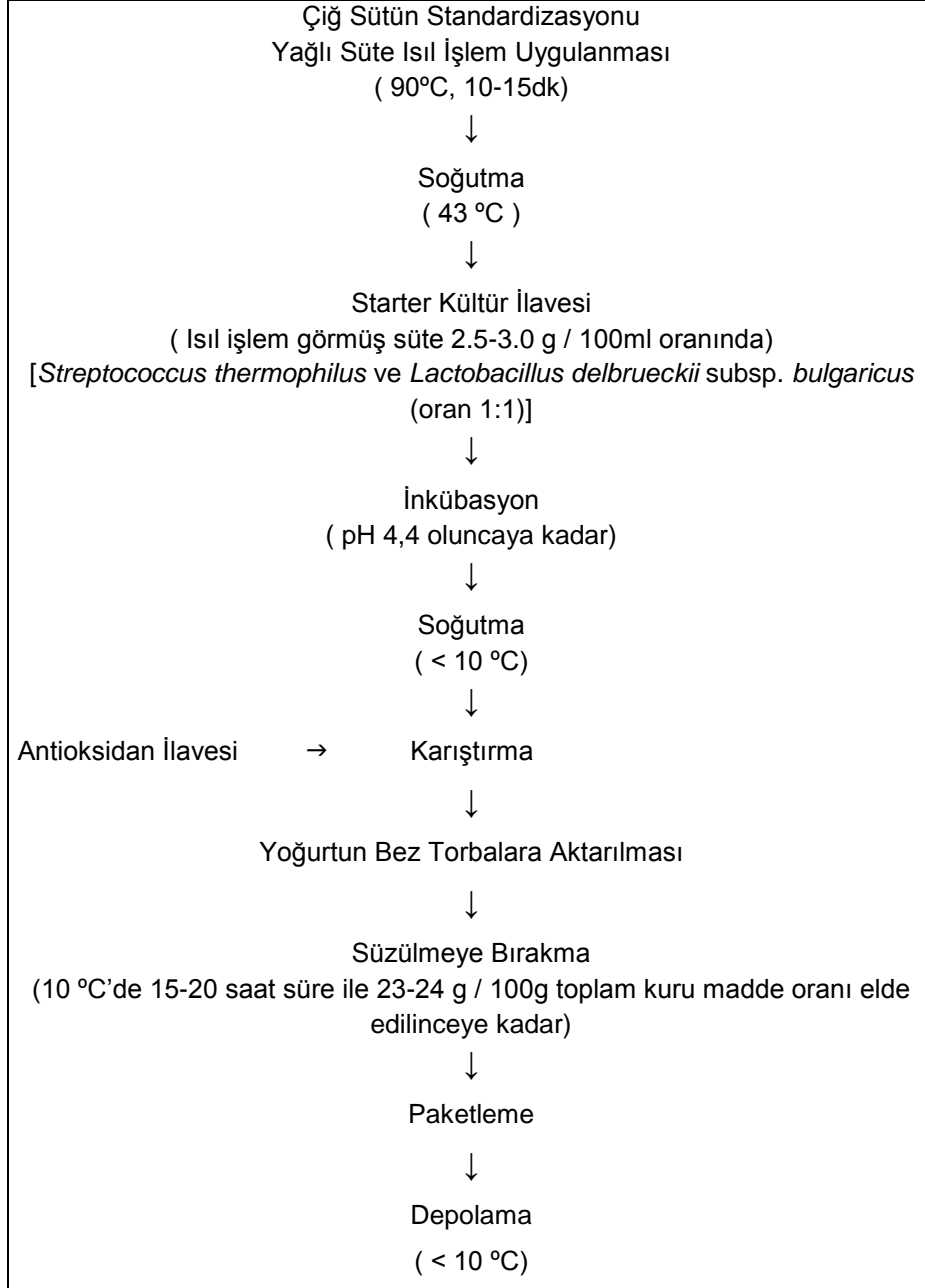 Çiğ Sütün Standardizasyonu
Yağlı Süte Isıl İşlem Uygulanması
( 90ºC, 10-15dk)
↓
Soğutma
( 43 ºC )
↓
Starter Kültür İlavesi
( Isıl işlem görmüş süte 2.5-3.0 g / 100ml oranında)
[Streptococcus thermophilus ve Lactobacillus delbrueckii subsp. bulgaricus
(oran 1:1)]
↓
İnkübasyon
( pH 4,4 oluncaya kadar)
↓
Soğutma
( < 10 ºC)
↓
Antioksidan İlavesi → Karıştırma
↓
Yoğurtun Bez Torbalara Aktarılması
↓
Süzülmeye Bırakma
(10 ºC’de 15-20 saat süre ile 23-24 g / 100g toplam kuru madde oranı elde
edilinceye kadar)
↓
Paketleme
↓
Depolama
( < 10 ºC)